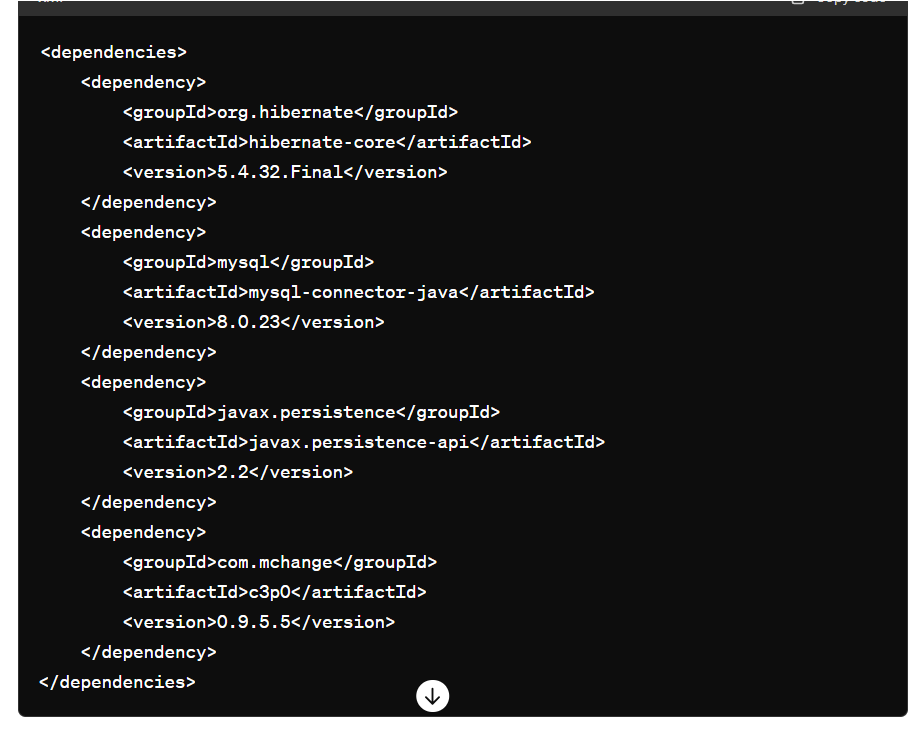 <dependencies>
<dependency>
<groupId>org.hibernate</groupId>
<artifactId>hibernate-core</artifactId>
<version>5.4.32.Final</version>
</dependency>
<dependency>
<groupId>mysql</groupId>
<artifactId>mysql-connector-java</artifactId>
<version>8.0.23</version>
</dependency>
<dependency>
<groupId>javax.persistence</groupId>
<artifactId>javax.persistence-api</artifactId>
<version>2.2</version>
</dependency>
<dependency>
<groupId>com.mchange</groupId>
<artifactId>c3p0</artifactId>
<version>0.9.5.5</version>
</dependency>
</dependencies>